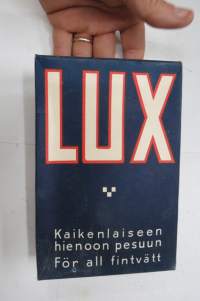 LUX
Kaikenlaiseen
hienoon pesuun
För all fintvätt